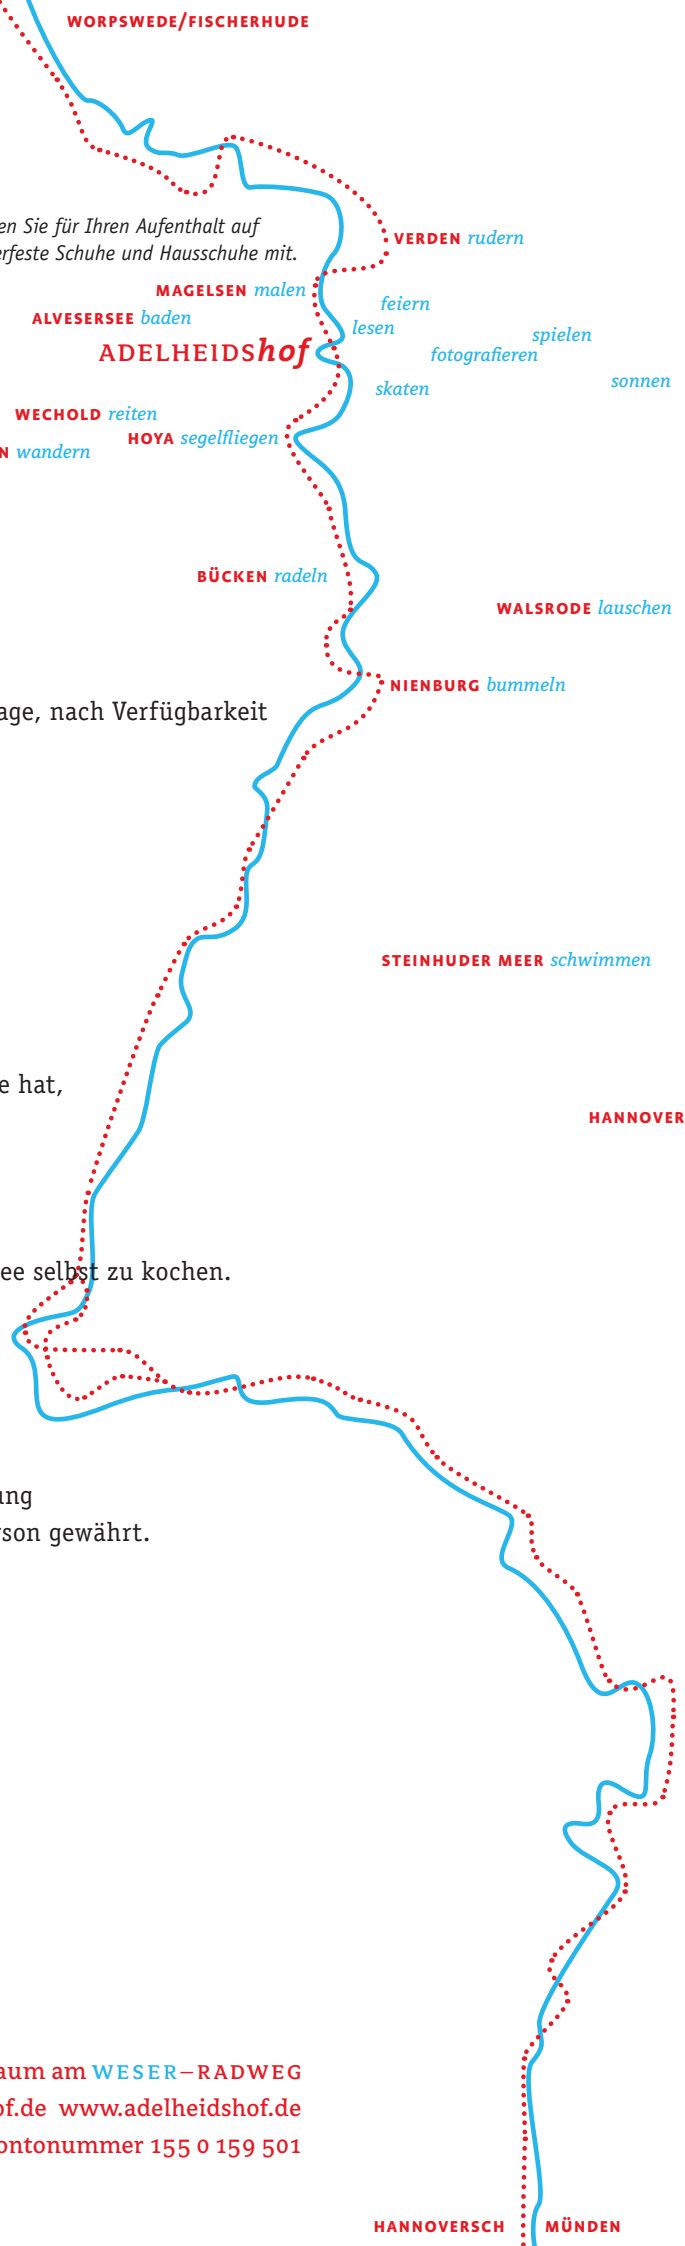 WORPSWEDE/FISCHERHUDE
en Sie für Ihren Aufenthalt auf
erfeste Schuhe und Hausschuhe mit.
VERDEN rudern
MAGELSEN malen
feiern
ALVESERSEE baden
lesen
spielen
ADELHEIDShof
fotografieren
sonnen
skaten
WECHOLD reiten
HOYA segelfliegen
N wandern
BÜCKEN radeln
WALSRODE lauschen
NIENBURG bummeln
age, nach Verfügbarkeit
STEINHUDER MEER schwimmen
e hat,
HANNOVER
ee selbst zu kochen.
ung
rson gewährt.
aum am WESER–RADWEG
of.de www.adelheidshof.de
ontonummer 155 0 159 501
HANNOVERSCH MÜNDEN